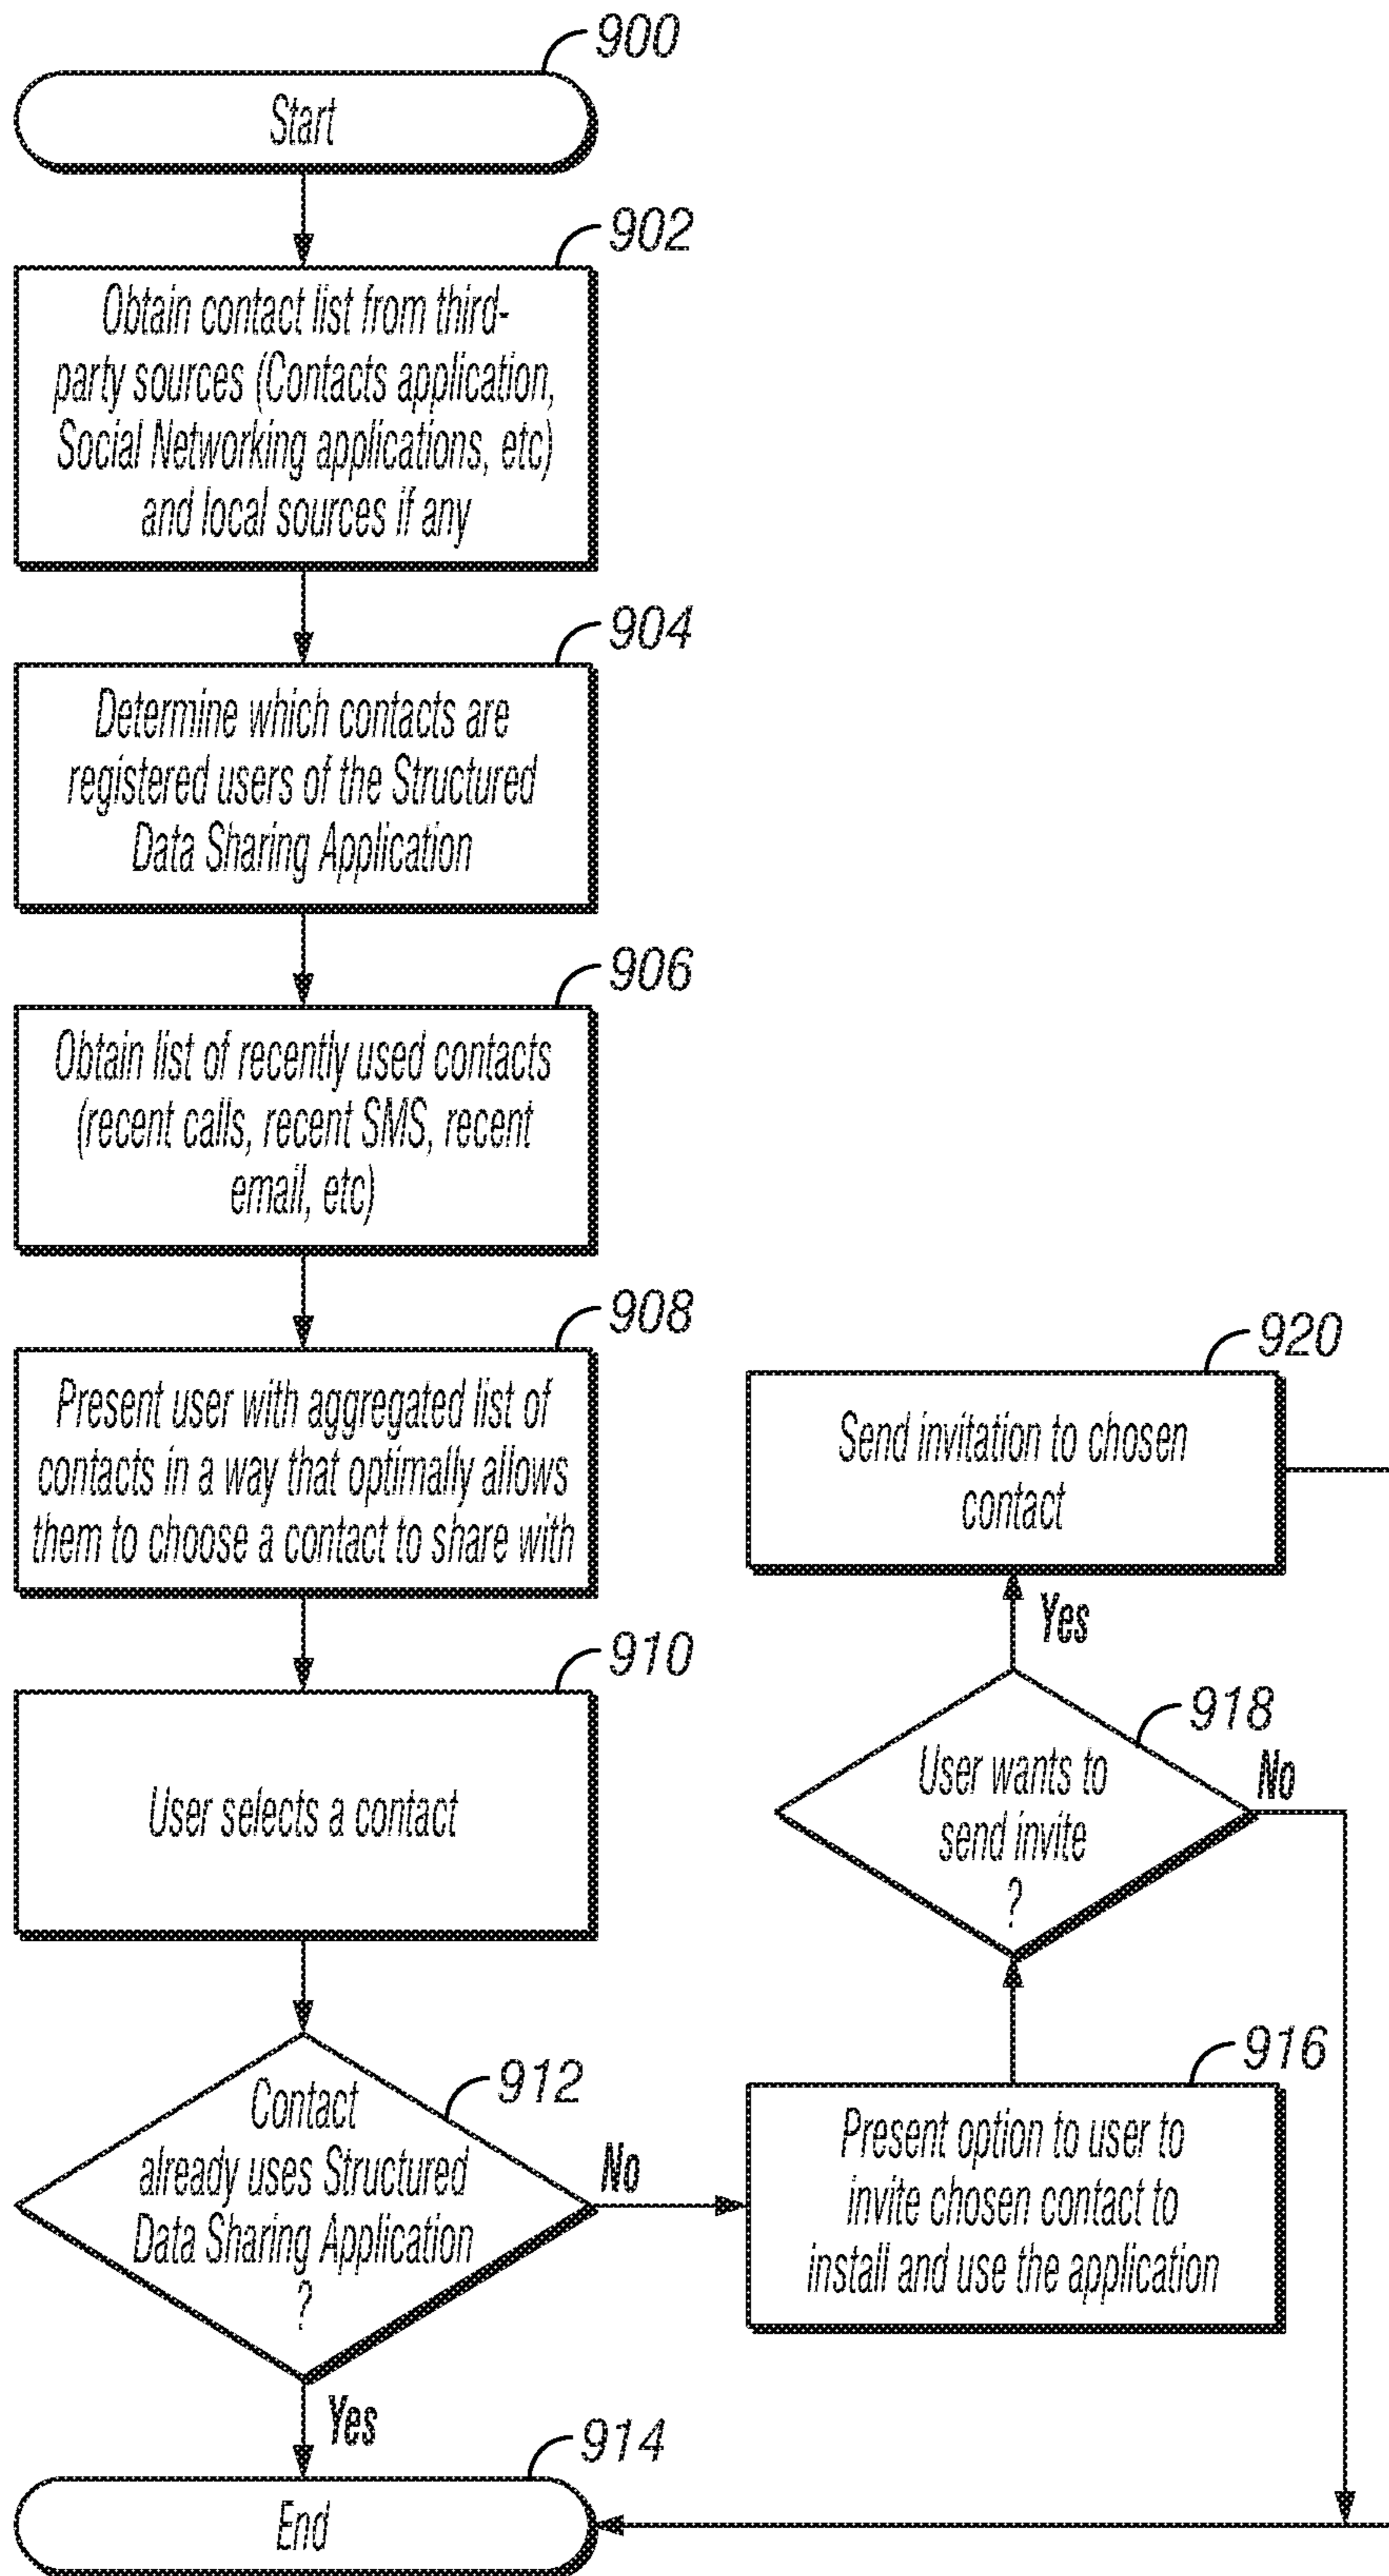 900
Start
902
Obtain contact list from third-
party sources (Contacts application,
Social Networking applications, etc)
and local sources if any
904
Determine which contacts are
registered users of the Structured
Data Sharing Application
906
Obtain list of recently used contacts
(recent calls, recent SMS, recent
email, etc)
908
Present user with aggregated list of
contacts in a way that optimally allows
them to choose a contact to share with
910
User selects a contact
912
Contact
already uses Structured
Data Sharing Application
?
No
Yes
914
End
916
Present option to user to
invite chosen contact to
install and use the application
918
User wants to
send invite
?
No
Yes
920
Send invitation to chosen
contact